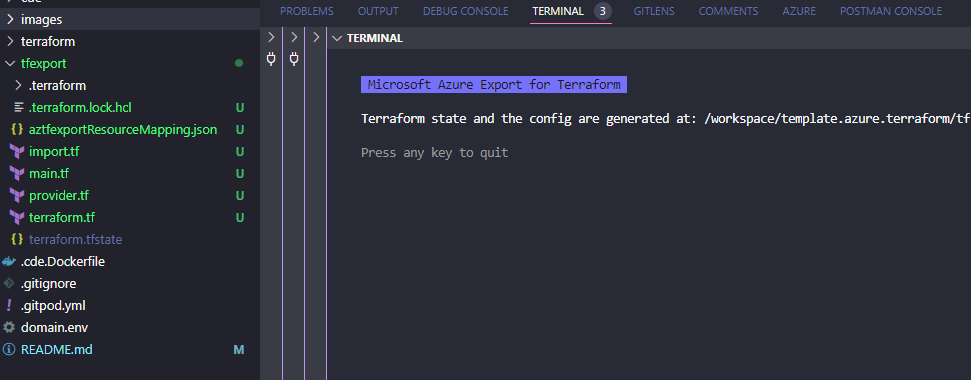 cde
images
terraform
tfexport
.terraform
.terraform.lock.hcl U
aztfexportResourceMapping.json U
import.tf U
main.tf U
provider.tf U
terraform.tf U
terraform.tfstate
.cde.Dockerfile
.gitignore
.gitpod.yml
domain.env
README.md M
PROBLEMS OUTPUT DEBUG CONSOLE TERMINAL 3 GITLENS COMMENTS AZURE POSTMAN CONSOLE
TERMINAL
Microsoft Azure Export for Terraform
Terraform state and the config are generated at: /workspace/template.azure.terraform/tf
Press any key to quit